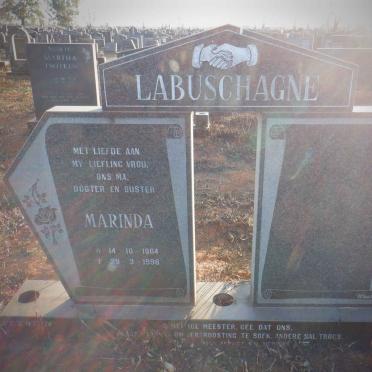 MARTHA
LABUSCHAGNE
MET LIEFDE AAN
MY LIEFLING VROU,
ONS MA,
DOGTER EN SUSTER
MARINDA
* 14 - 10 - 1964
† 29 - 3 - 1998
MEESTER, GEE DAT ONS
TROOSTING TE SOEK, ANDERE SAL TROOS